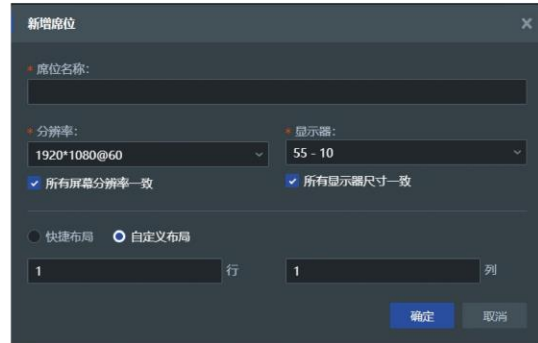 新增席位
* 席位名称:
* 分辨率: * 显示器:
1920*1080@60 55 - 10
所有屏幕分辨率一致 所有显示器尺寸一致
快捷布局 自定义布局
1 行 1 列
确定 取消